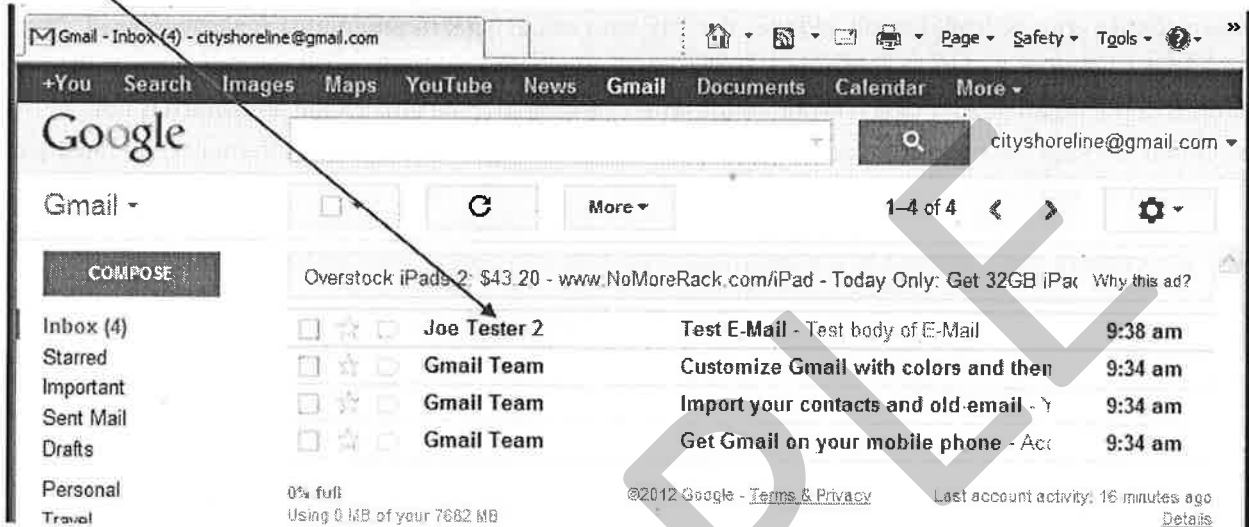 Gmail - Inbox (4) - cityshoreline@gmail.com
Page Safety Tools »
+You Search Images Maps YouTube News Gmail Documents Calendar More
Google cityshoreline@gmail.com
Gmail More 1–4 of 4
COMPOSE
Overstock iPads 2: $43.20 - www.NoMoreRack.com/iPad - Today Only: Get 32GB iPac Why this ad?
Inbox (4) Joe Tester 2 Test E-Mail - Test body of E-Mail 9:38 am
Starred Gmail Team Customize Gmail with colors and then 9:34 am
Important
Gmail Team Import your contacts and old email - Y 9:34 am
Sent Mail
Drafts Gmail Team Get Gmail on your mobile phone - Acc 9:34 am
Personal 0% full ©2012 Google - Terms & Privacy Last account activity: 16 minutes ago
Travel Using 0 MB of your 7682 MB Details
PLE